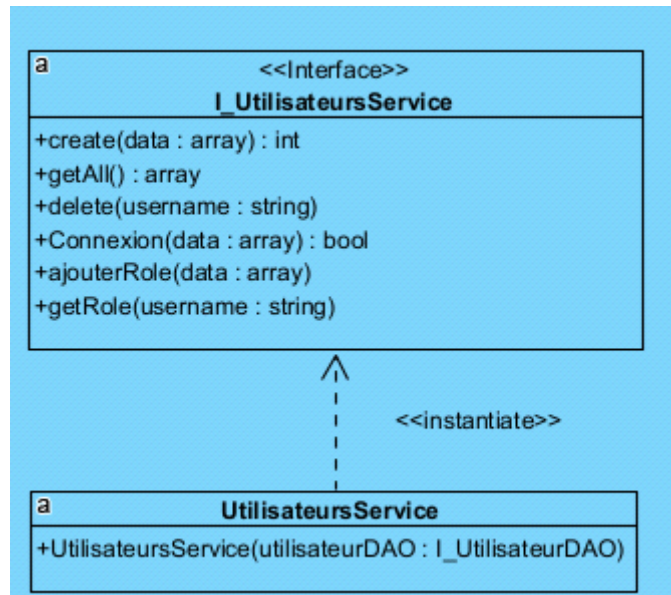 a
<<Interface>>
I_UtilisateursService
+create(data : array) : int
+getAll() : array
+delete(username : string)
+Connexion(data : array) : bool
+ajouterRole(data : array)
+getRole(username : string)
<<instantiate>>
a
UtilisateursService
+UtilisateursService(utilisateurDAO : I_UtilisateurDAO)